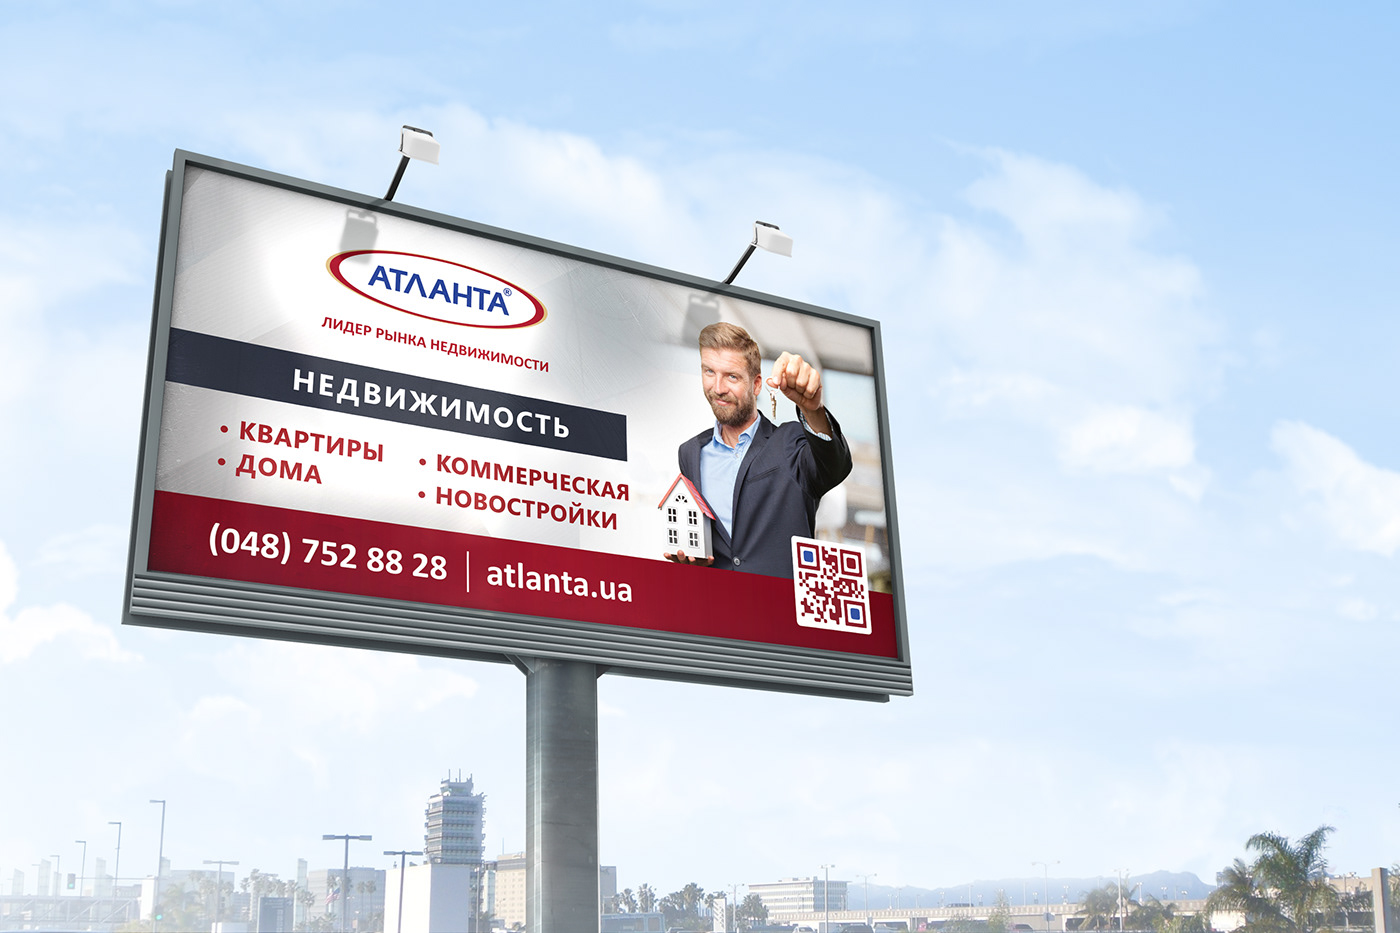 АТЛАНТА®
ЛИДЕР РЫНКА НЕДВИЖИМОСТИ
НЕДВИЖИМОСТЬ
• КВАРТИРЫ
• ДОМА
• КОММЕРЧЕСКАЯ
• НОВОСТРОЙКИ
(048) 752 88 28 | atlanta.ua